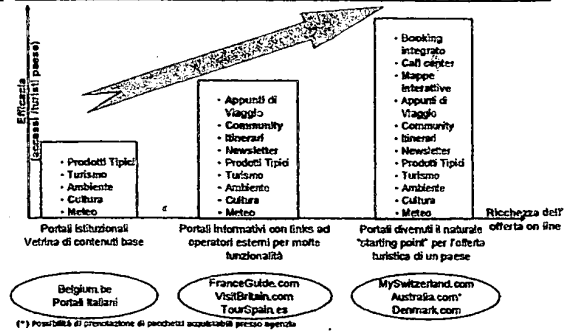 Efficacia
(accessi /turisti paese)
• Prodotti Tipici
• Turismo
• Ambiente
• Cultura
• Meteo
• Appunti di
Viaggio
• Community
• Itinerari
• Newsletter
• Prodotti Tipici
• Turismo
• Ambiente
• Cultura
• Meteo
• Booking
integrato
• Call center
• Mappe
interattive
• Appunti di
Viaggio
• Community
• Itinerari
• Newsletter
• Prodotti Tipici
• Turismo
• Ambiente
• Cultura
• Meteo
Ricchezza dell'
offerta on line
Portali istituzionali
Vetrina di contenuti base
Portali Informativi con links ad
operatori esterni per molte
funzionalità
Portali divenuti il naturale
"starting point" per l'offerta
turistica di un paese
Belgium.be
Portali Italiani
FranceGuide.com
VisitBritain.com
TourSpain.es
MySwitzerland.com
Australia.com*
Denmark.com
(*) Possibilità di prenotazione di pacchetti acquistabili presso agenzia